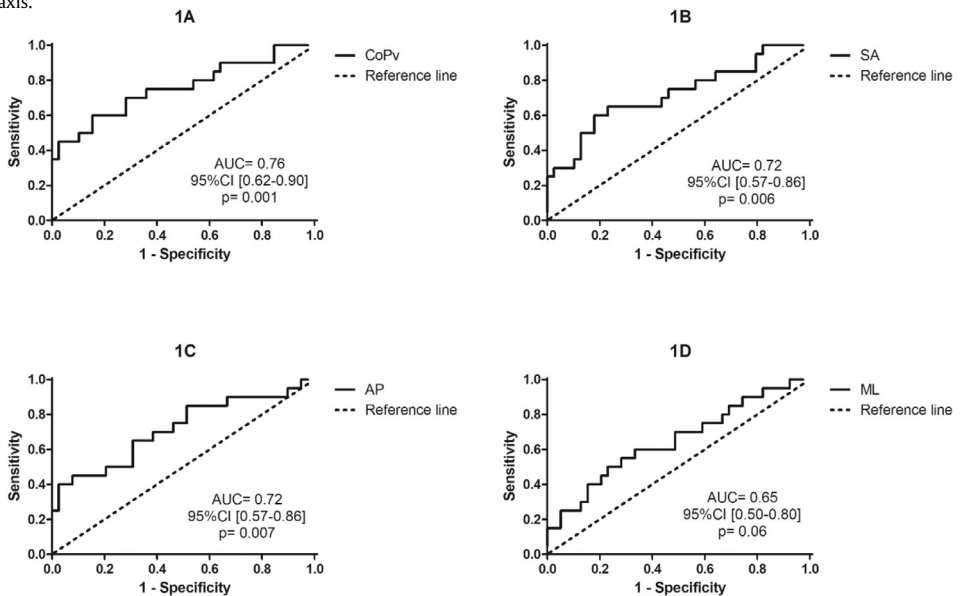 axis.
1A
1.0
0.8
0.6
0.4
0.2
0.0
Sensitivity
CoPv
Reference line
AUC= 0.76
95%CI [0.62-0.90]
p= 0.001
0.0 0.2 0.4 0.6 0.8 1.0
1 - Specificity
1B
1.0
0.8
0.6
0.4
0.2
0.0
Sensitivity
SA
Reference line
AUC= 0.72
95%CI [0.57-0.86]
p= 0.006
0.0 0.2 0.4 0.6 0.8 1.0
1 - Specificity
1C
1.0
0.8
0.6
0.4
0.2
0.0
Sensitivity
AP
Reference line
AUC= 0.72
95%CI [0.57-0.86]
p= 0.007
0.0 0.2 0.4 0.6 0.8 1.0
1 - Specificity
1D
1.0
0.8
0.6
0.4
0.2
0.0
Sensitivity
ML
Reference line
AUC= 0.65
95%CI [0.50-0.80]
p= 0.06
0.0 0.2 0.4 0.6 0.8 1.0
1 - Specificity